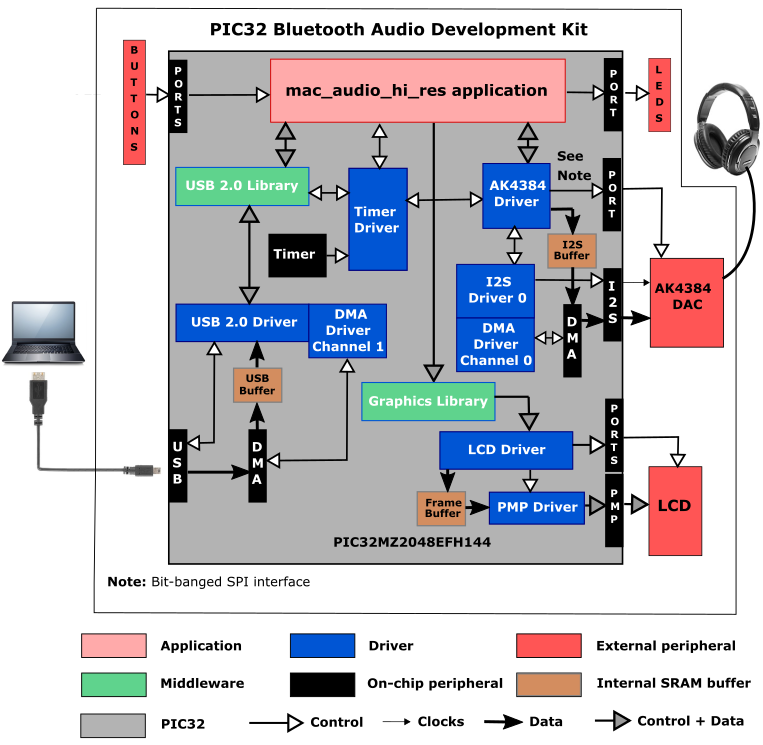 PIC32 Bluetooth Audio Development Kit
BUTTONS
PORTS
mac_audio_hi_res application
PORT
LEDS
USB 2.0 Library
Timer
Driver
AK4384
Driver
See
Note
PORT
Timer
I2S
Buffer
I2S
Driver 0
I2S
AK4384
DAC
USB 2.0 Driver
DMA
Driver
Channel 1
DMA
Driver
Channel 0
DMA
USB
Buffer
Graphics Library
USB
DMA
LCD Driver
PORTS
Frame
Buffer
PMP Driver
PMP
LCD
PIC32MZ2048EFH144
Note: Bit-banged SPI interface
Application
Driver
External peripheral
Middleware
On-chip peripheral
Internal SRAM buffer
PIC32
Control
Clocks
Data
Control + Data